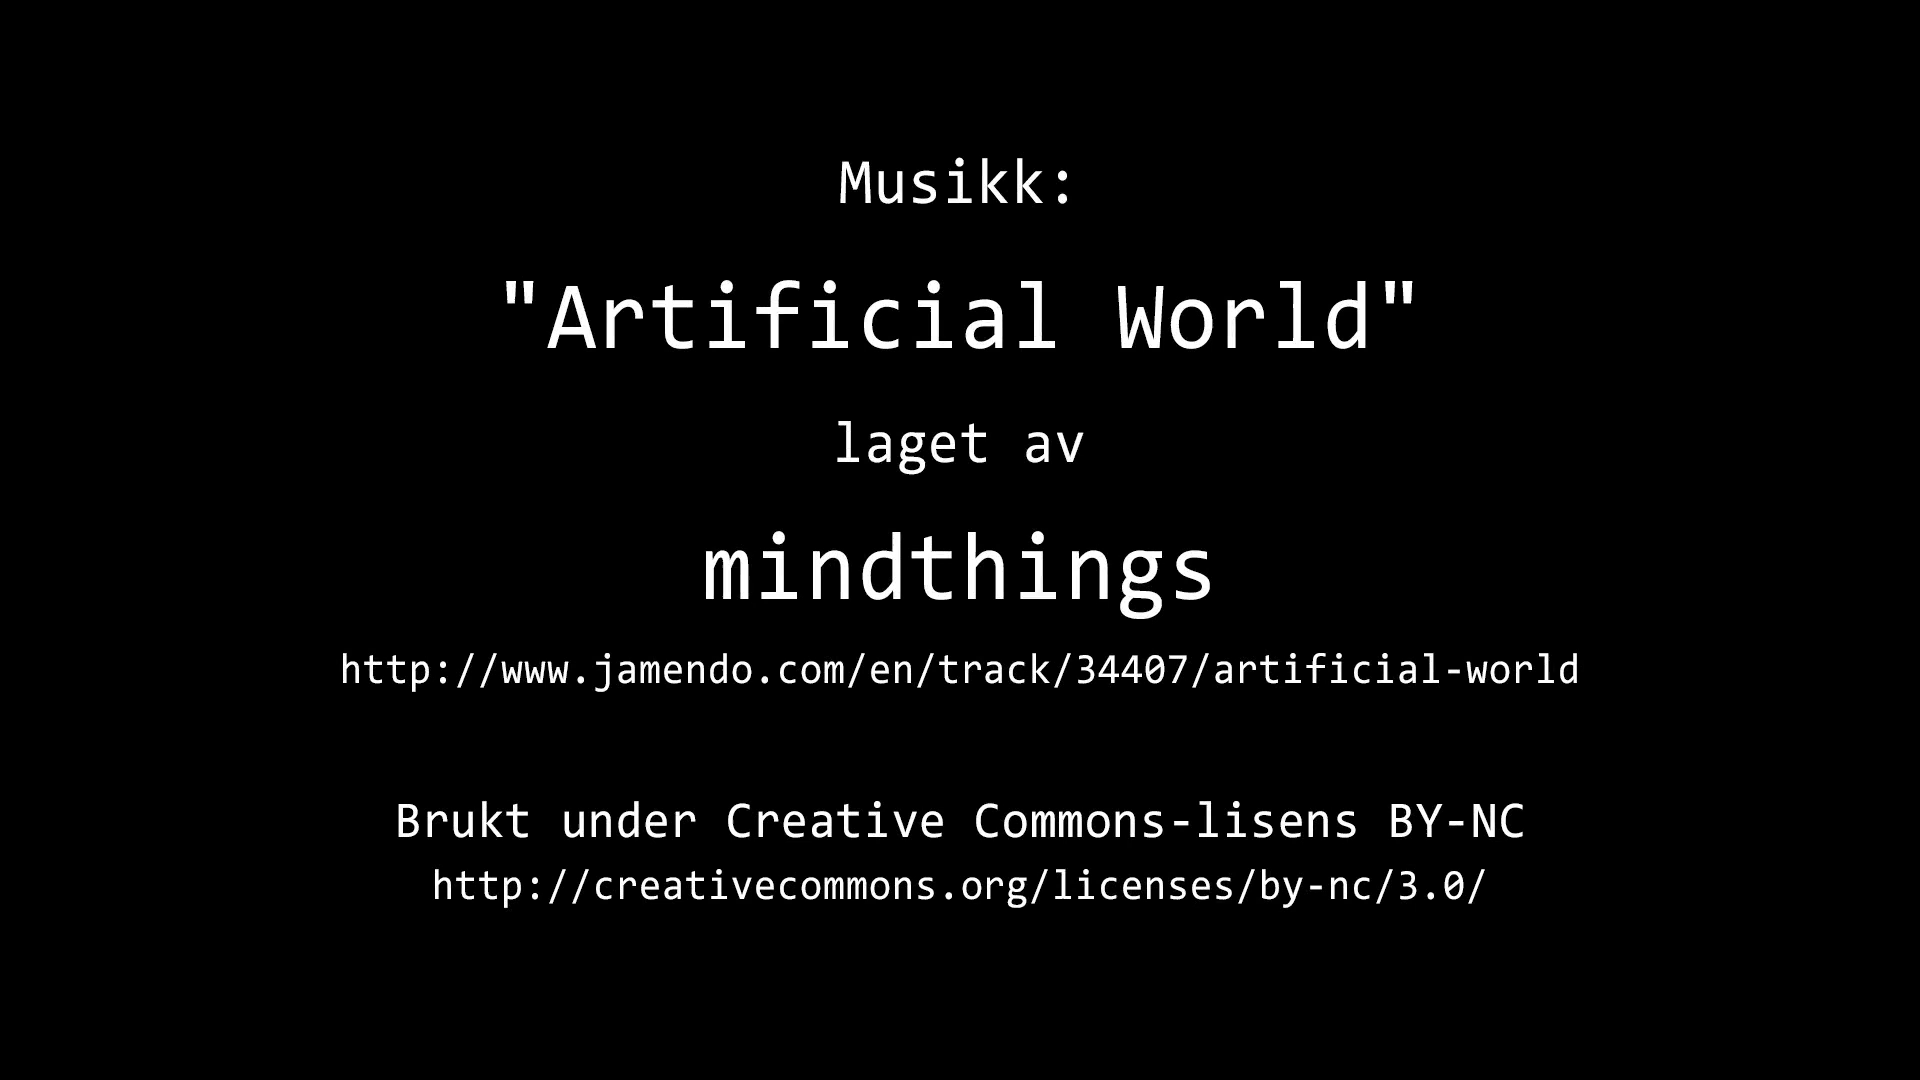 Musikk:
"Artificial World"
laget av
mindthings
http://www.jamendo.com/en/track/34407/artificial-world
Brukt under Creative Commons-lisens BY-NC
http://creativecommons.org/licenses/by-nc/3.0/